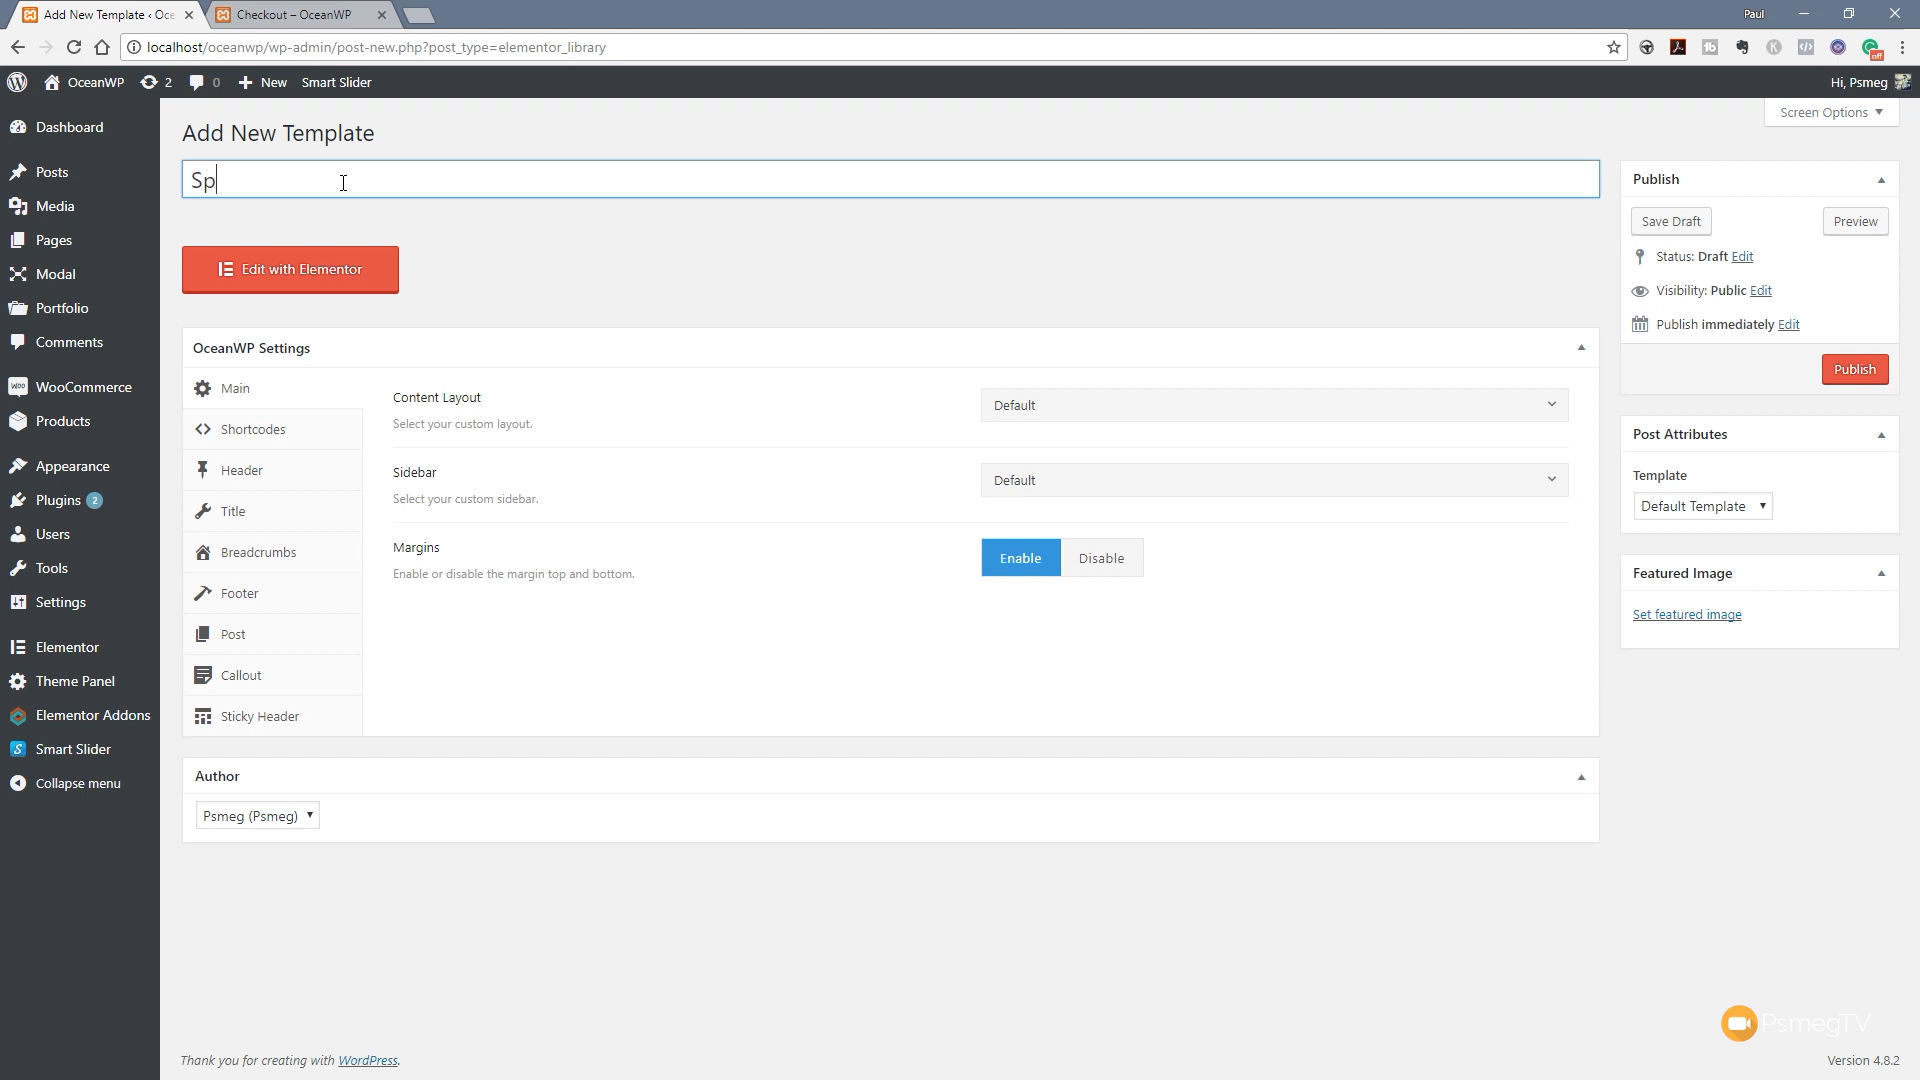 Add New Template ‹ Oce
Checkout – OceanWP
Paul
localhost/oceanwp/wp-admin/post-new.php?post_type=elementor_library
off
OceanWP
2
0
New
Smart Slider
Hi, Psmeg
Dashboard
Posts
Media
Pages
Modal
Portfolio
Comments
WooCommerce
Products
Appearance
Plugins 2
Users
Tools
Settings
Elementor
Theme Panel
Elementor Addons
Smart Slider
Collapse menu
Screen Options
Add New Template
Sp
Edit with Elementor
OceanWP Settings
Main
Shortcodes
Header
Title
Breadcrumbs
Footer
Post
Callout
Sticky Header
Content Layout
Select your custom layout.
Default
Sidebar
Select your custom sidebar.
Default
Margins
Enable or disable the margin top and bottom.
Enable
Disable
Author
Psmeg (Psmeg)
Publish
Save Draft
Preview
Status: Draft Edit
Visibility: Public Edit
Publish immediately Edit
Publish
Post Attributes
Template
Default Template
Featured Image
Set featured image
PsmegTV
Thank you for creating with WordPress.
Version 4.8.2